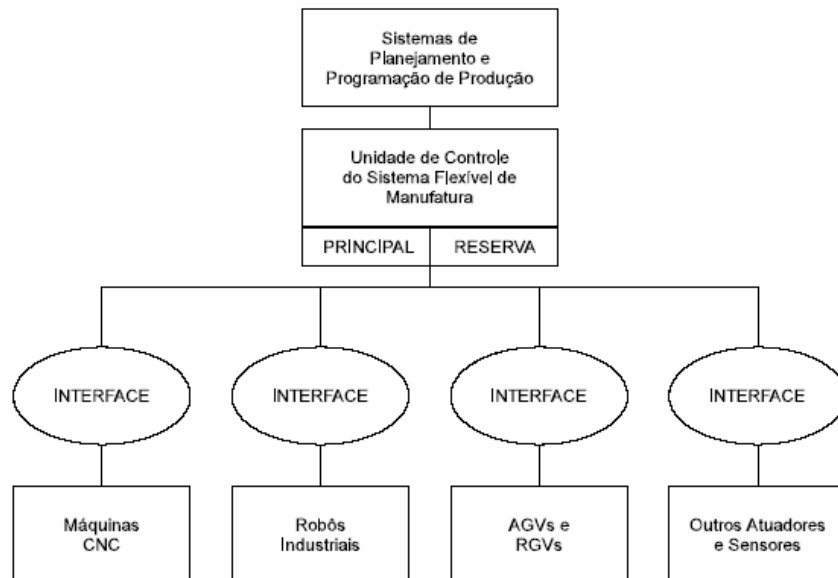 Sistemas de
Planejamento e
Programação de Produção
Unidade de Controle
do Sistema Flexível de
Manufatura
PRINCIPAL
RESERVA
INTERFACE
INTERFACE
INTERFACE
INTERFACE
Máquinas
CNC
Robôs
Industriais
AGVs e
RGVs
Outros Atuadores
e Sensores